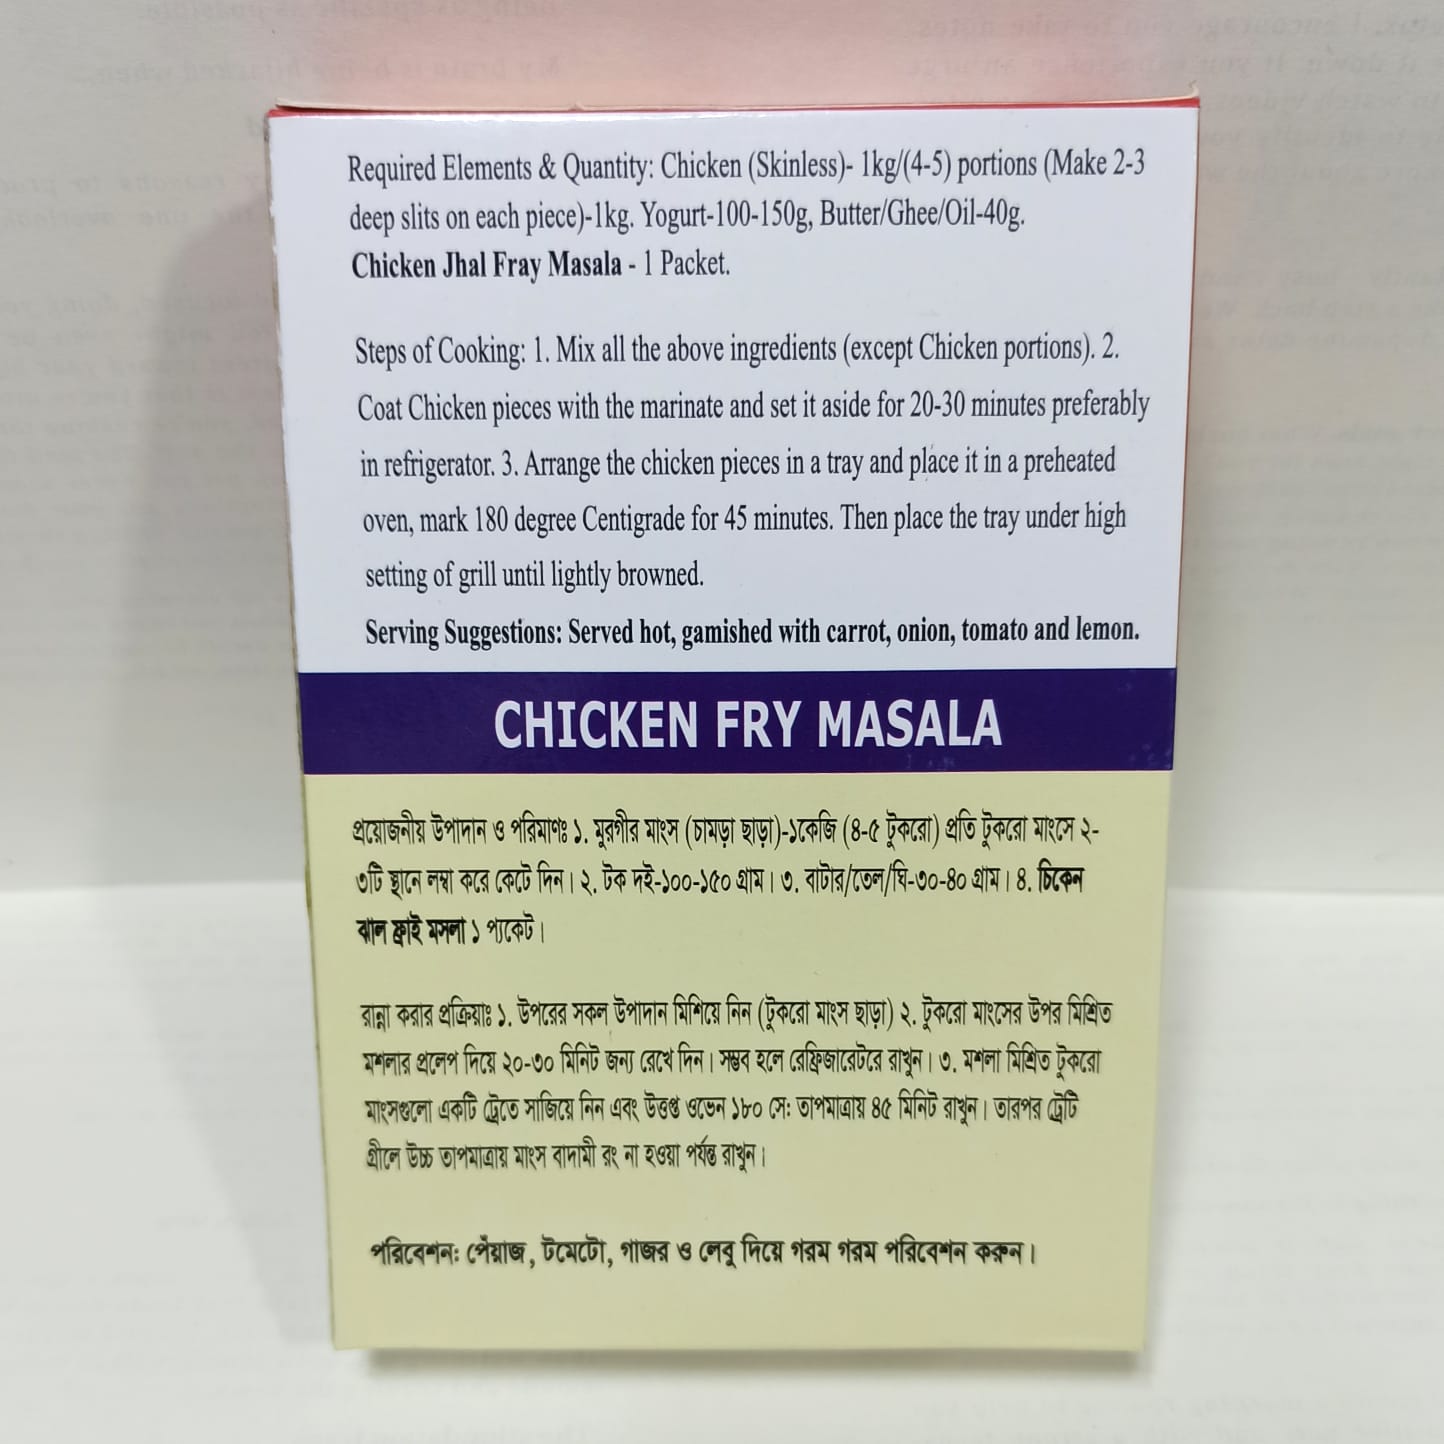 Required Elements & Quantity: Chicken (Skinless)- 1kg/(4-5) portions (Make 2-3
deep slits on each piece)-1kg. Yogurt-100-150g, Butter/Ghee/Oil-40g.
Chicken Jhal Fray Masala - 1 Packet.
Steps of Cooking: 1. Mix all the above ingredients (except Chicken portions). 2.
Coat Chicken pieces with the marinate and set it aside for 20-30 minutes preferably
in refrigerator. 3. Arrange the chicken pieces in a tray and place it in a preheated
oven, mark 180 degree Centigrade for 45 minutes. Then place the tray under high
setting of grill until lightly browned.
Serving Suggestions: Served hot, gamished with carrot, onion, tomato and lemon.
CHICKEN FRY MASALA
প্রয়োজনীয় উপাদান ও পরিমাণঃ ১. মুরগীর মাংস (চামড়া ছাড়া)-১কেজি (৪-৫ টুকরো) প্রতি টুকরো মাংসে ২-
৩টি স্থানে লম্বা করে কেটে দিন। ২. টক দই-১০০-১৫০ গ্রাম। ৩. বাটার/তেল/ঘি-৩০-৪০ গ্রাম। ৪. চিকেন
ঝাল ফ্রাই মসলা ১ প্যকেট।
রান্না করার প্রক্রিয়াঃ ১. উপরের সকল উপাদান মিশিয়ে নিন (টুকরো মাংস ছাড়া) ২. টুকরো মাংসের উপর মিশ্রিত
মশলার প্রলেপ দিয়ে ২০-৩০ মিনিট জন্য রেখে দিন। সম্ভব হলে রেফ্রিজারেটরে রাখুন। ৩. মশলা মিশ্রিত টুকরো
মাংসগুলো একটি ট্রেতে সাজিয়ে নিন এবং উত্তপ্ত ওভেন ১৮০ সে: তাপমাত্রায় ৪৫ মিনিট রাখুন। তারপর ট্রেটি
গ্রীলে উচ্চ তাপমাত্রায় মাংস বাদামী রং না হওয়া পর্যন্ত রাখুন।
পরিবেশন: পেঁয়াজ, টমেটো, গাজর ও লেবু দিয়ে গরম গরম পরিবেশন করুন।